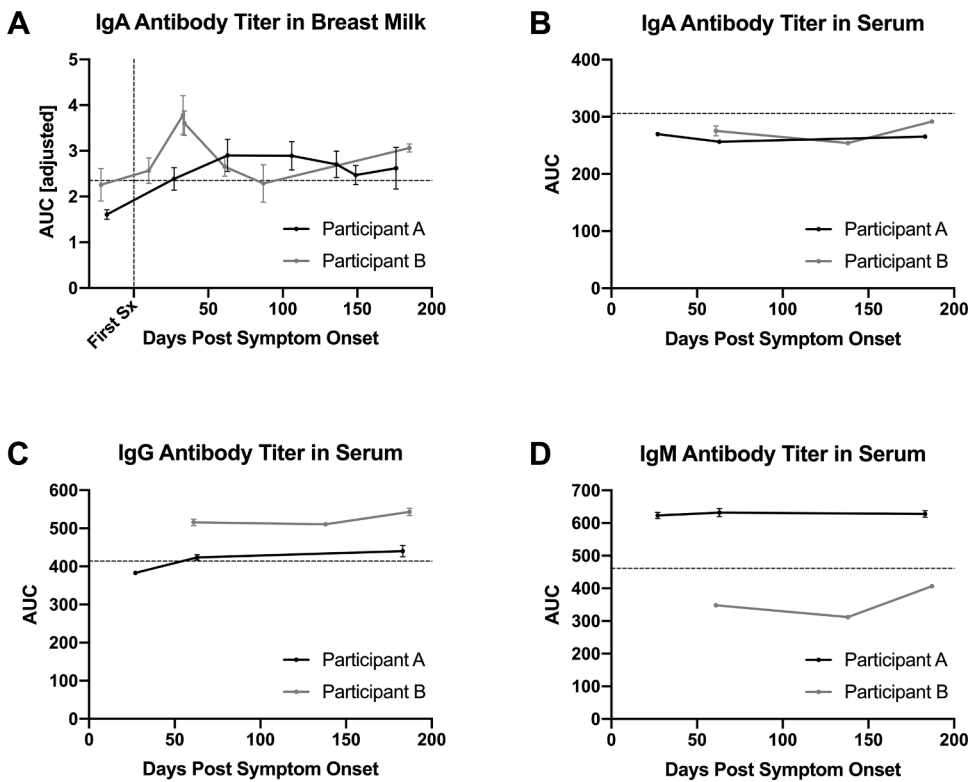 A
IgA Antibody Titer in Breast Milk
5
4
3
2
1
0
AUC [adjusted]
First Sx
50
100
150
200
Days Post Symptom Onset
Participant A
Participant B
B
IgA Antibody Titer in Serum
400
300
200
100
0
AUC
0
50
100
150
200
Days Post Symptom Onset
Participant A
Participant B
C
IgG Antibody Titer in Serum
600
500
400
300
200
100
0
AUC
0
50
100
150
200
Days Post Symptom Onset
Participant A
Participant B
D
IgM Antibody Titer in Serum
700
600
500
400
300
200
100
0
AUC
0
50
100
150
200
Days Post Symptom Onset
Participant A
Participant B